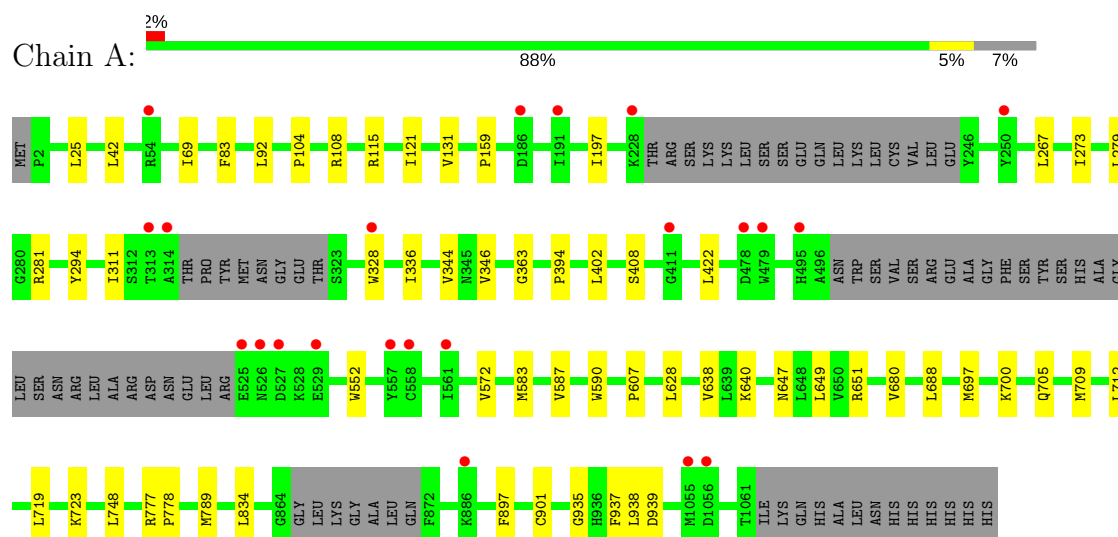 2%
Chain A:
88% 5% 7%
MET P2 L25 L42 R54 I69 F83 L92 P104 R108 R115 I121 V131 P159 D186 I191 I197 K228 THR ARG SER LYS LYS LEU SER SER GLU GLN LEU LYS LEU CYS VAL LEU GLU Y246 Y250 L267 I273 L279
G280 R281 Y294 I311 S312 T313 A314 THR PRO TYR MET ASN GLY GLU THR S323 W328 I336 V344 N345 V346 G363 P394 L402 S408 G411 L422 D478 W479 H495 A496 ASN TRP SER VAL SER ARG GLU ALA GLY PHE SER TYR SER HIS ALA GLY
LEU SER ASN ARG LEU ALA ARG ASP ASN GLU LEU ARG E525 N526 D527 K528 E529 W552 Y557 C558 I561 V572 M583 V587 W590 P607 L628 V638 L639 K640 N647 L648 L649 V650 R651 V680 L688 M697 K700 Q705 M709 L712
L719 K723 L748 R777 P778 M789 L834 G864 GLY LEU LYS GLY ALA LEU GLN F872 K886 F897 C901 G935 H936 F937 L938 D939 M1055 D1056 T1061 ILE LYS GLN HIS ALA LEU ASN HIS HIS HIS HIS HIS HIS